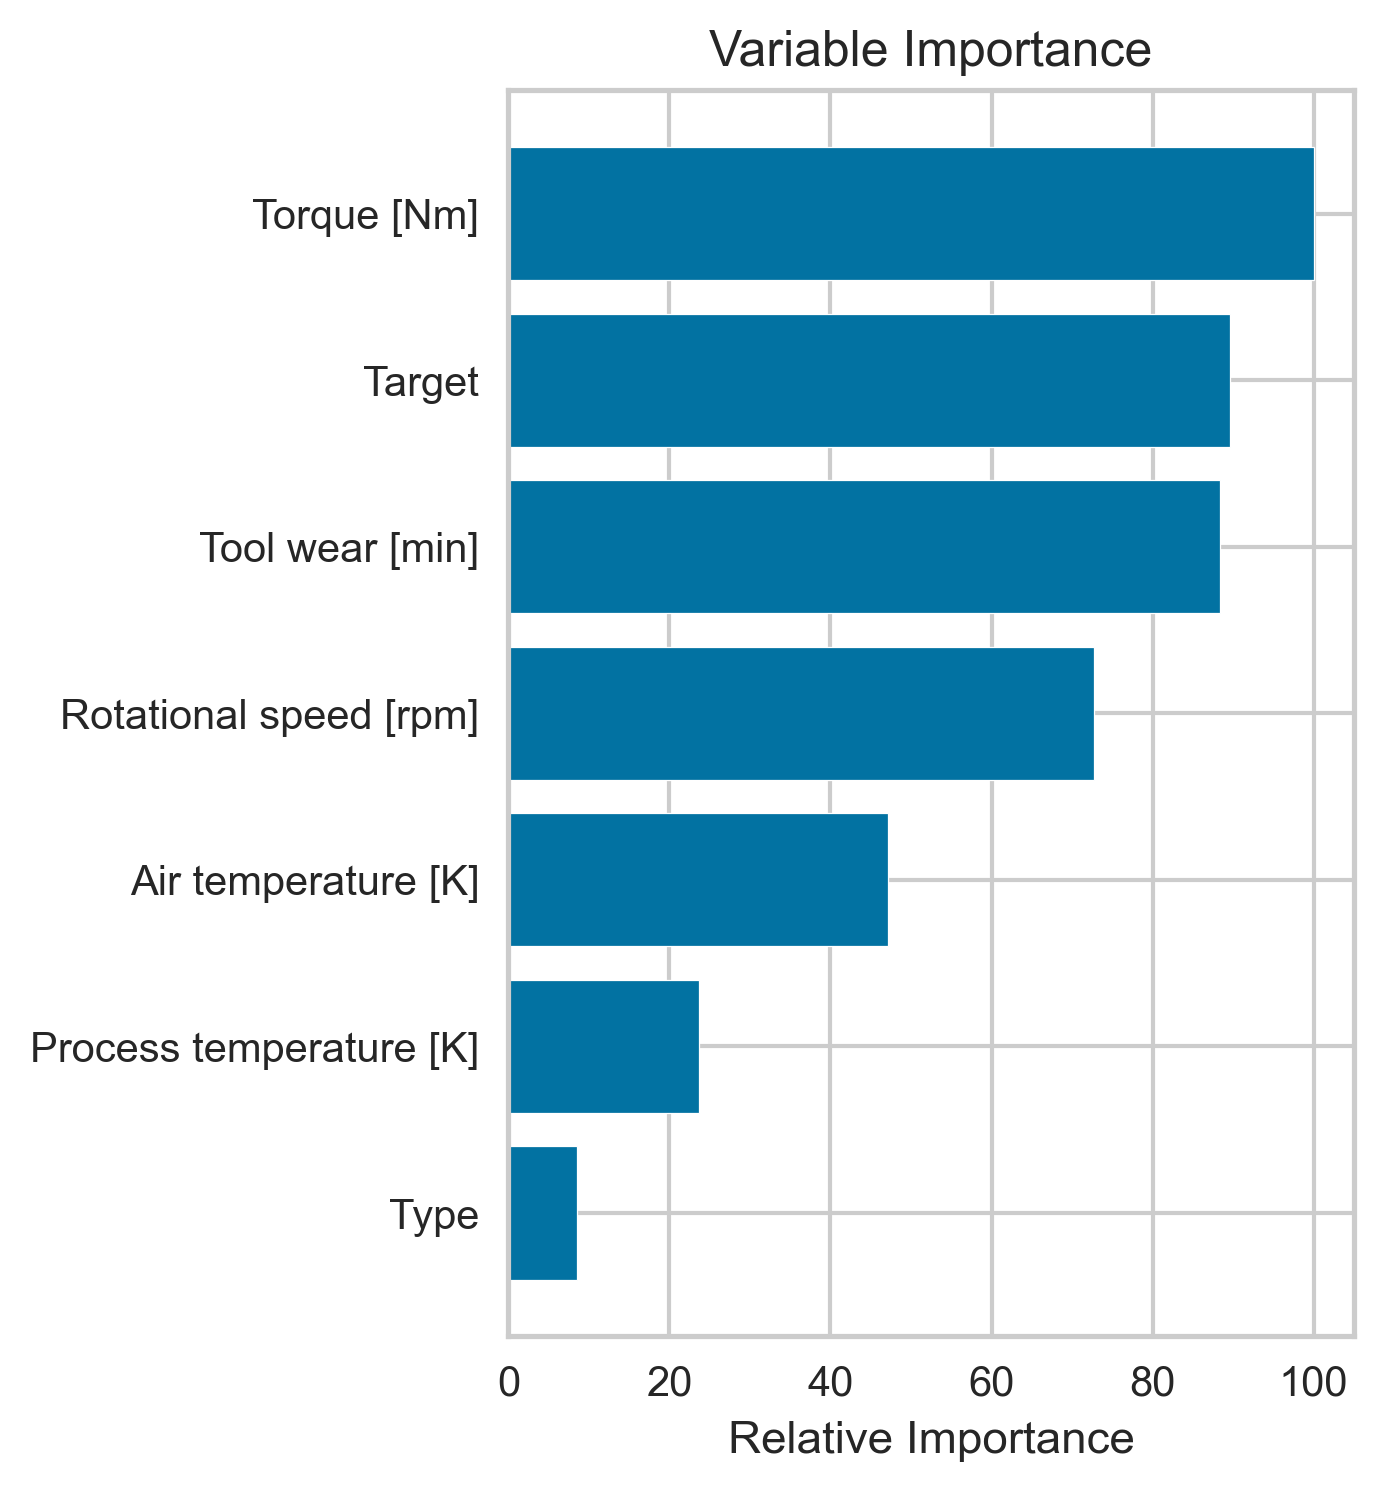 Variable Importance
Torque [Nm]
Target
Tool wear [min]
Rotational speed [rpm]
Air temperature [K]
Process temperature [K]
Type
0 20 40 60 80 100
Relative Importance